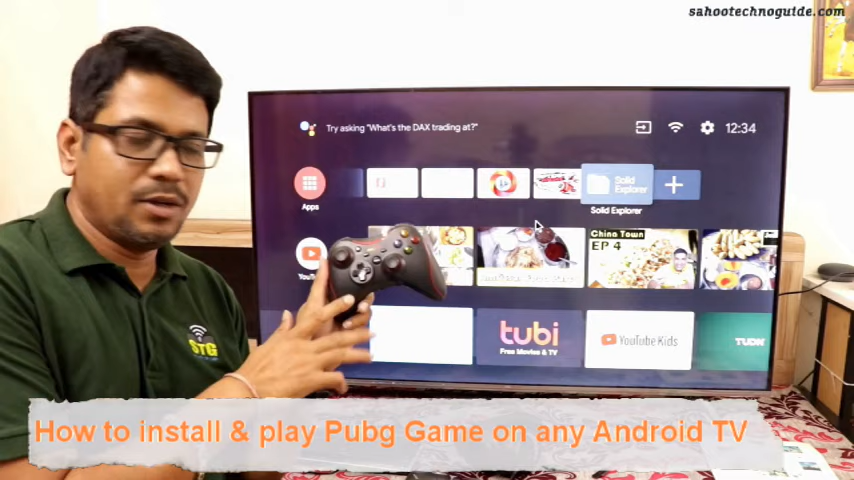 sahootechnoguide.com
Try asking "What's the DAX trading at?"
12:34
Solid
Explorer
Apps
Solid Explorer
China Town
EP 4
STG
tubi
Free Movies & TV
YouTube Kids
TUDN
How to install & play Pubg Game on any Android TV